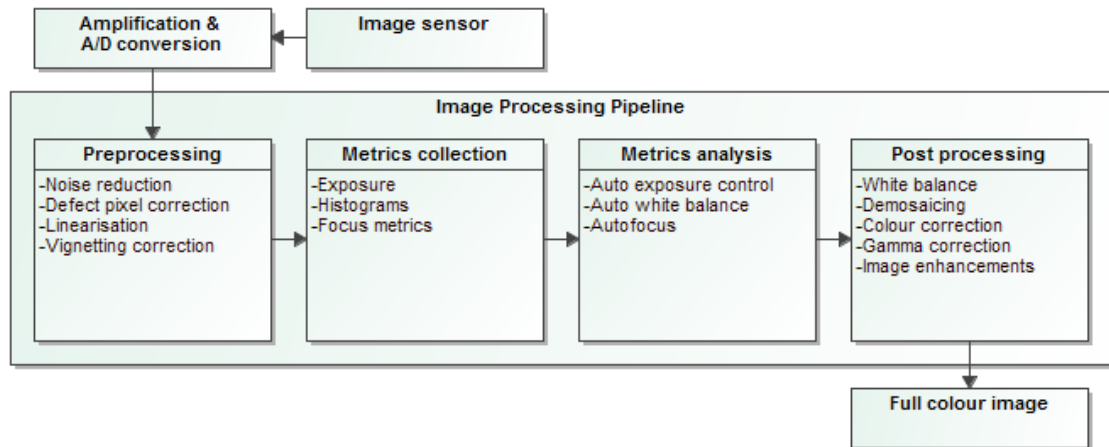 Amplification &
A/D conversion
Image sensor
Image Processing Pipeline
Preprocessing
-Noise reduction
-Defect pixel correction
-Linearisation
-Vignetting correction
Metrics collection
-Exposure
-Histograms
-Focus metrics
Metrics analysis
-Auto exposure control
-Auto white balance
-Autofocus
Post processing
-White balance
-Demosaicing
-Colour correction
-Gamma correction
-Image enhancements
Full colour image